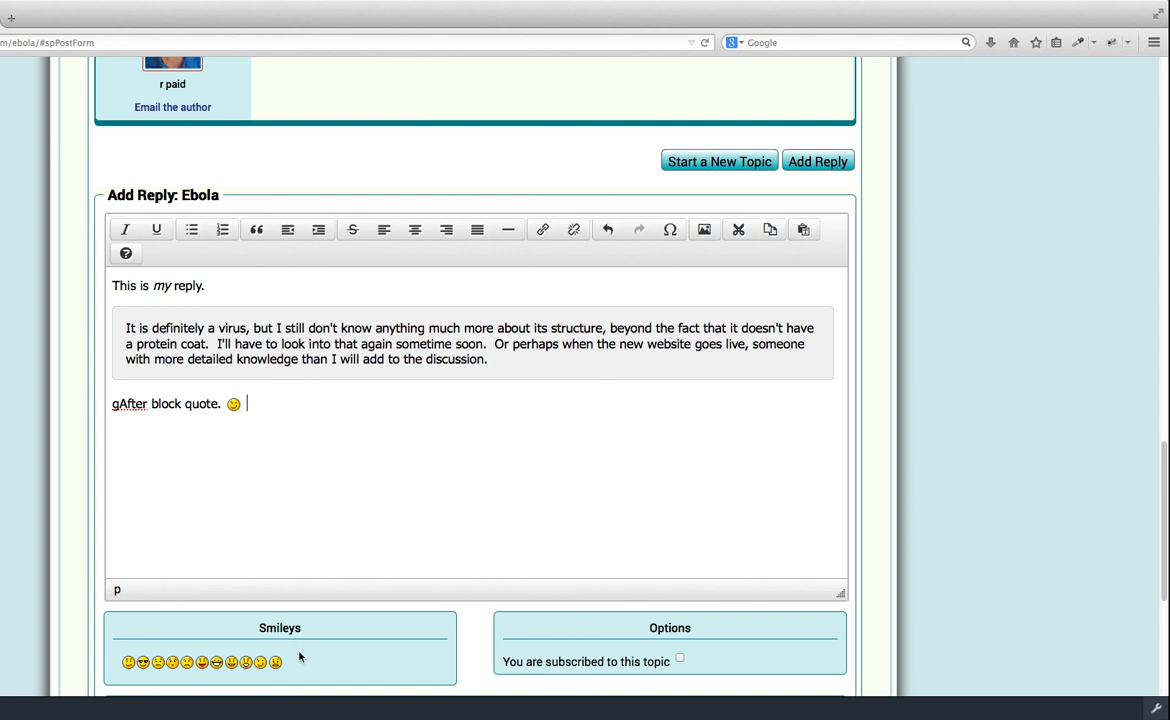 m/ebola/#spPostForm
Google
r paid
Email the author
Start a New Topic
Add Reply
Add Reply: Ebola
This is my reply.
It is definitely a virus, but I still don't know anything much more about its structure, beyond the fact that it doesn't have
a protein coat. I'll have to look into that again sometime soon. Or perhaps when the new website goes live, someone
with more detailed knowledge than I will add to the discussion.
gAfter block quote.
p
Smileys
Options
You are subscribed to this topic